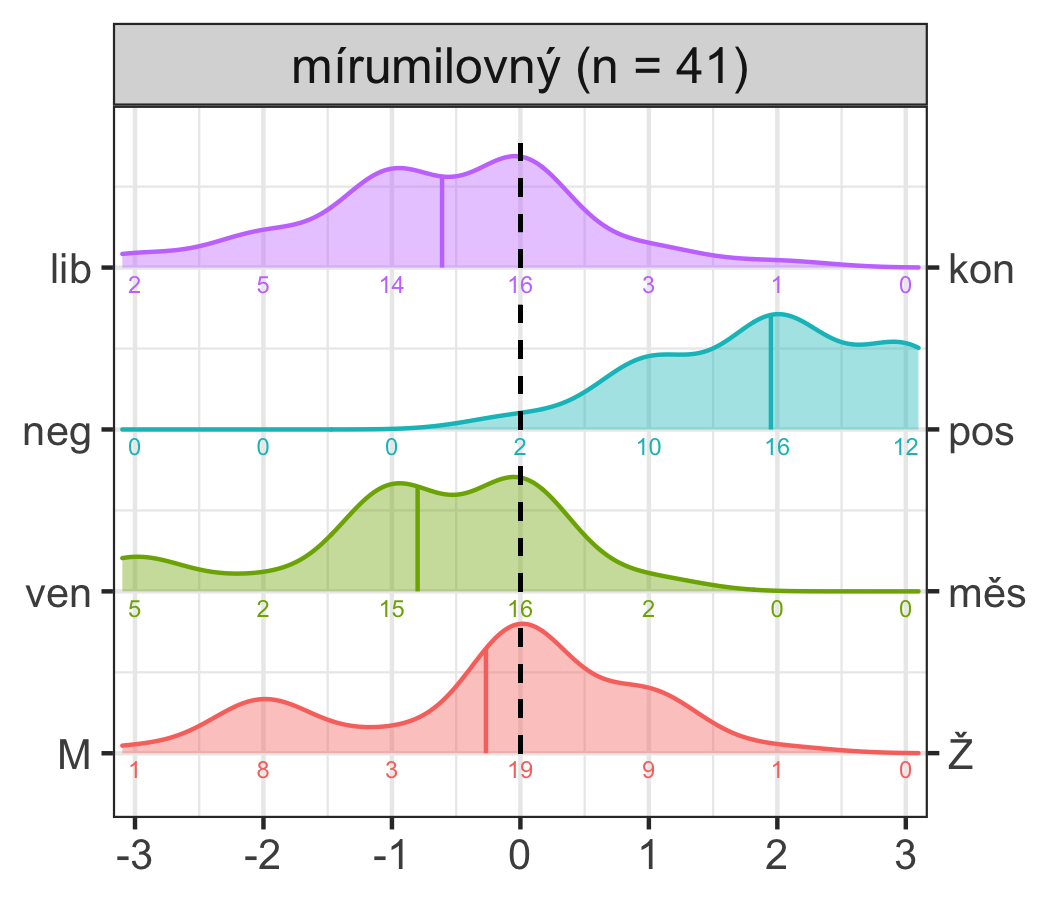 mírumilovný (n = 41)
lib kon
2 5 14 16 3 1 0
neg pos
0 0 0 2 10 16 12
ven měs
5 2 15 16 2 0 0
M Ž
1 8 3 19 9 1 0
-3 -2 -1 0 1 2 3